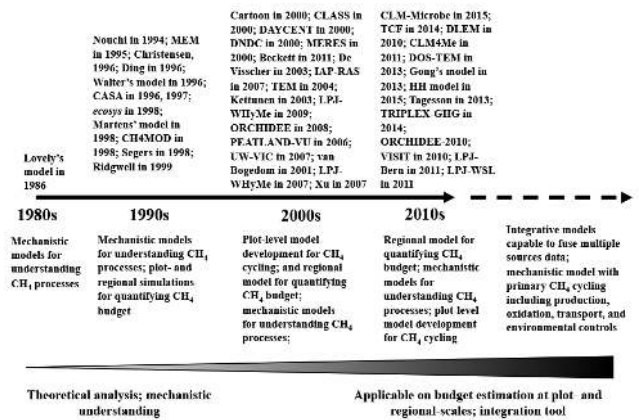 Lovely's
model in
1986
Nouchi in 1994; MEM
in 1995; Christensen,
1996; Ding in 1996;
Walter's model in 1996;
CASA in 1996, 1997;
ecosys in 1998;
Martens' model in
1998; CH4MOD in
1998; Segers in 1998;
Ridgwell in 1999
Cartoon in 2000; CLASS in
2000; DAYCENT in 2000;
DNDC in 2000; MERES in
2000; Beckett in 2011; De
Visscher in 2003; IAP-RAS
in 2007; TEM in 2004;
Kettunen in 2003; LPJ-
WHyMe in 2009;
ORCHIDEE in 2008;
PEATLAND-VU in 2006;
UW-VIC in 2007; van
Bogedom in 2001; LPJ-
WHyMe in 2007; Xu in 2007
CLM-Microbe in 2015;
TCF in 2014; DLEM in
2010; CLM4Me in
2011; DOS-TEM in
2013; Gong's model in
2013; HH model in
2015; Tagesson in 2013;
TRIPLEX-GHG in
2014;
ORCHIDEE-2010;
VISIT in 2010; LPJ-
Bern in 2011; LPJ-WSL
in 2011
1980s
1990s
2000s
2010s
Mechanistic
models for
understanding
CH4 processes
Mechanistic models
for understanding CH4
processes; plot- and
regional simulations
for quantifying CH4
budget
Plot-level model
development for CH4
cycling; and regional
model for quantifying
CH4 budget;
mechanistic models
for understanding CH4
processes;
Regional model for
quantifying CH4
budget; mechanistic
models for
understanding CH4
processes; plot level
model development
for CH4 cycling
Integrative models
capable to fuse multiple
sources data;
mechanistic model with
primary CH4 cycling
including production,
oxidation, transport, and
environmental controls
Theoretical analysis; mechanistic
understanding
Applicable on budget estimation at plot- and
regional-scales; integration tool